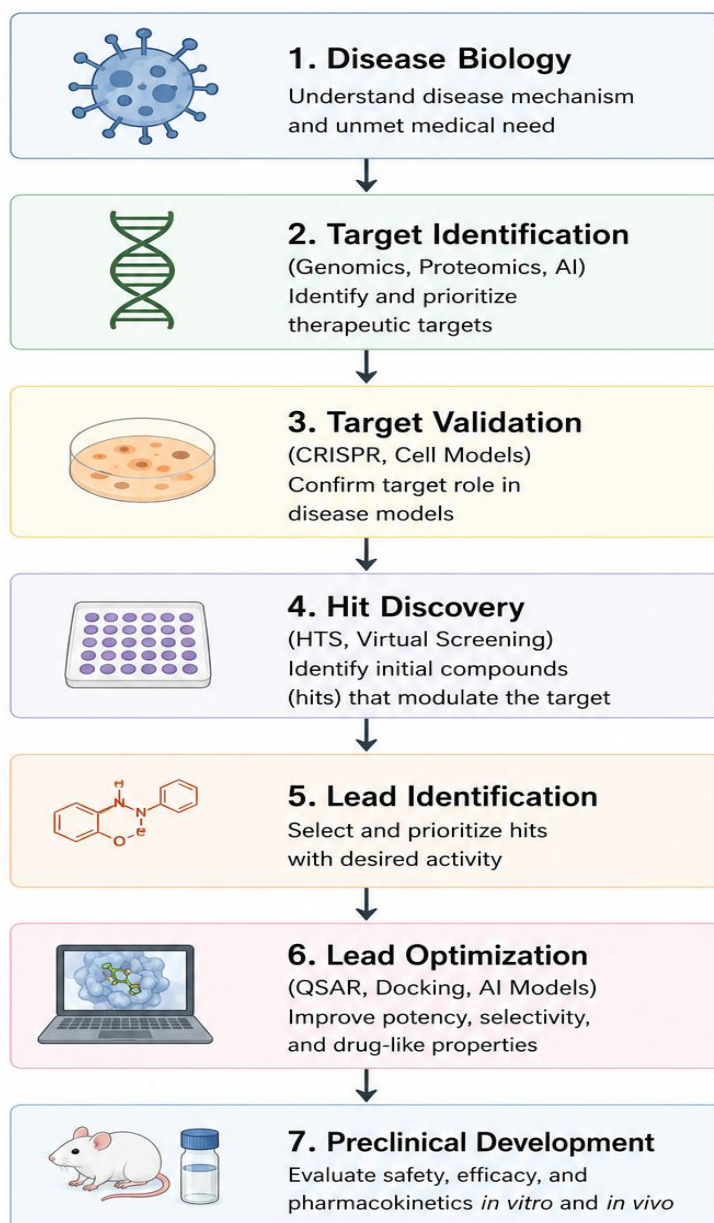 1. Disease Biology
Understand disease mechanism
and unmet medical need
2. Target Identification
(Genomics, Proteomics, AI)
Identify and prioritize
therapeutic targets
3. Target Validation
(CRISPR, Cell Models)
Confirm target role in
disease models
4. Hit Discovery
(HTS, Virtual Screening)
Identify initial compounds
(hits) that modulate the target
H
N
N
O
5. Lead Identification
Select and prioritize hits
with desired activity
6. Lead Optimization
(QSAR, Docking, AI Models)
Improve potency, selectivity,
and drug-like properties
7. Preclinical Development
Evaluate safety, efficacy, and
pharmacokinetics in vitro and in vivo